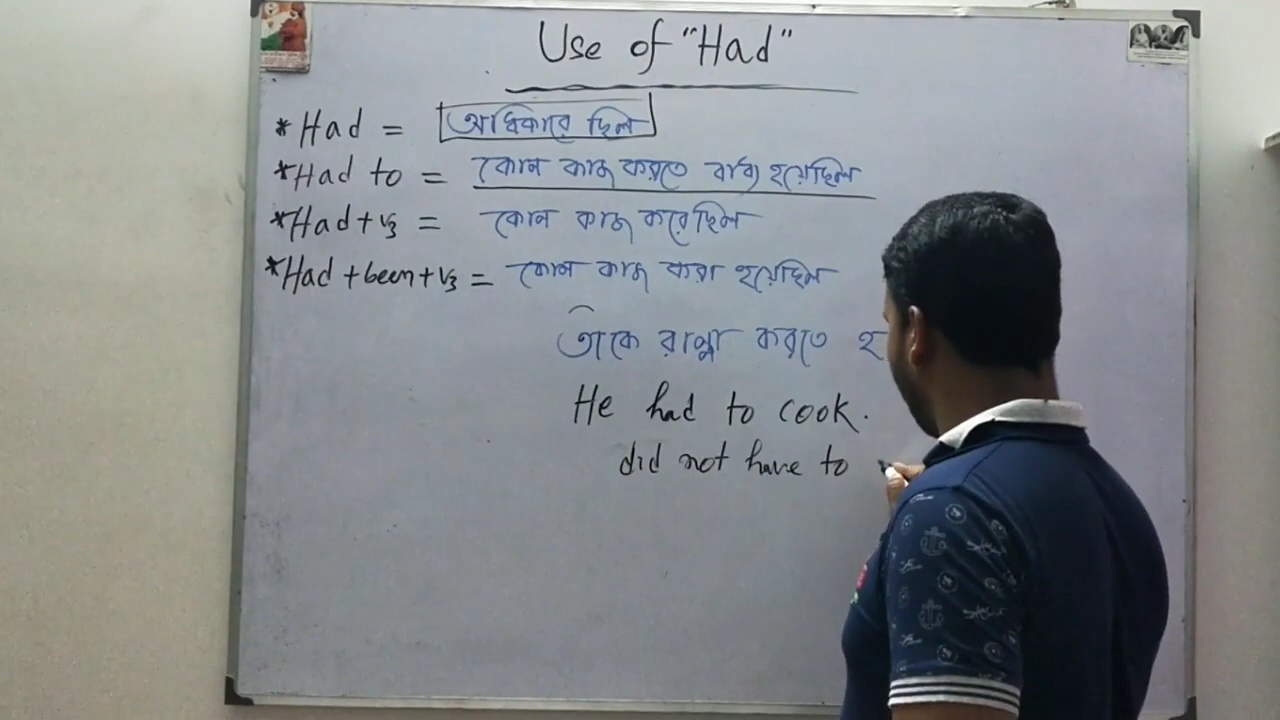 Use of "Had"
*Had = অধিকারে ছিল
*Had to = কোন কাজ করতে বাধ্য হয়েছিল
*Had+v3 = কোন কাজ করেছিল
*Had+been+v3 = কোন কাজ করা হয়েছিল
তাঁকে রান্না করতে হ
He had to cook.
did not have to